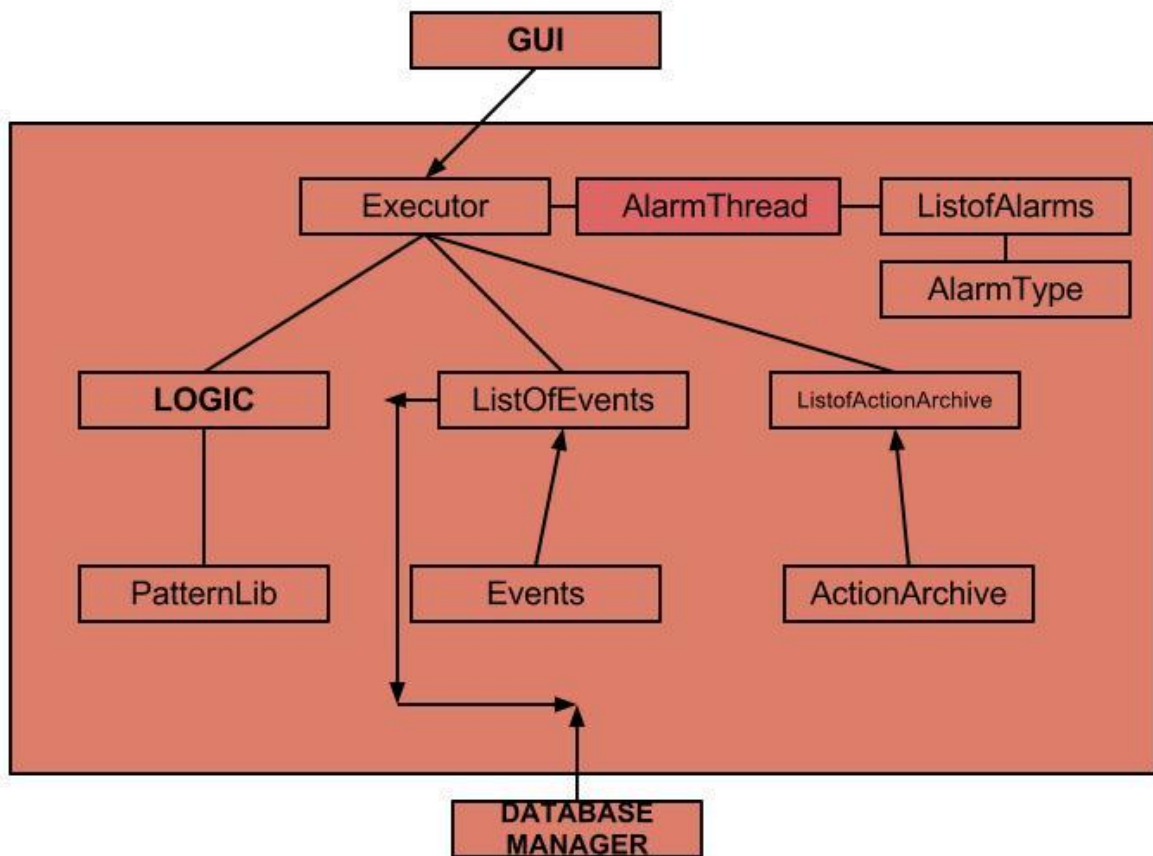 GUI
Executor
AlarmThread
ListofAlarms
AlarmType
LOGIC
ListOfEvents
ListofActionArchive
PatternLib
Events
ActionArchive
DATABASE
MANAGER